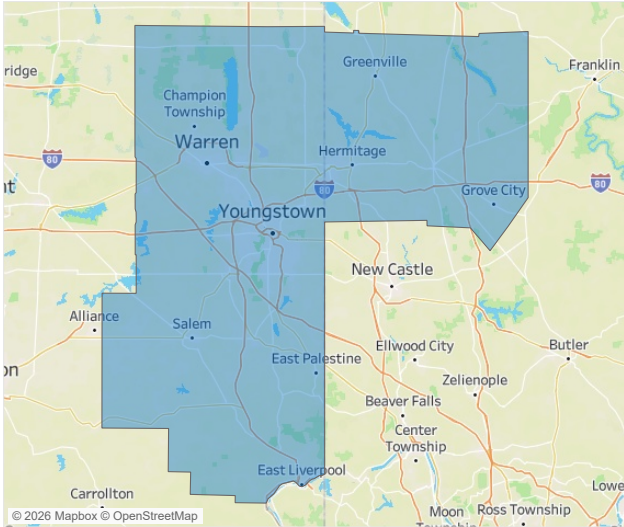 ridge
Franklin
Greenville
Champion
Township
Warren
80
Hermitage
80
80
nt
Grove City
Youngstown
New Castle
Alliance
Salem
Ellwood City
Butler
on
East Palestine
Zelienople
Beaver Falls
Center
Township
East Liverpool
Carrollton
Lowe
Moon
Township
Ross Township
© 2026 Mapbox © OpenStreetMap